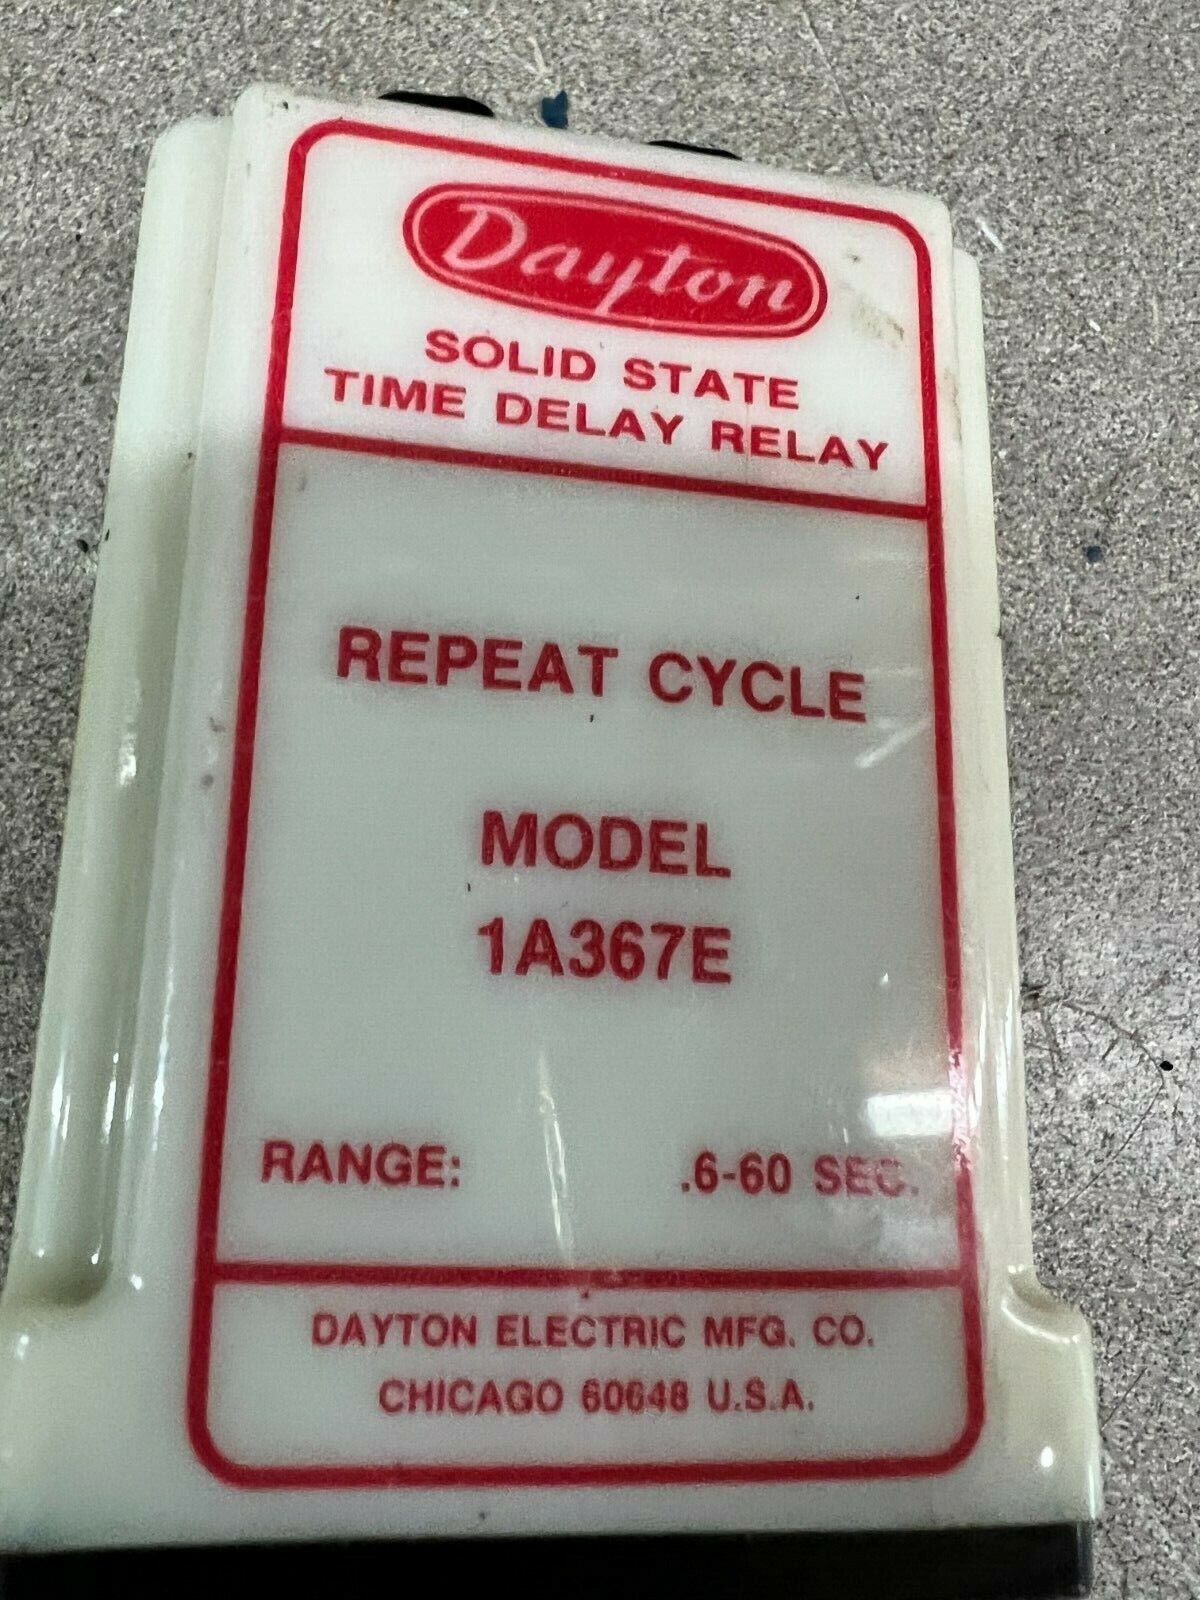 Dayton
SOLID STATE
TIME DELAY RELAY
REPEAT CYCLE
MODEL
1A367E
RANGE: .6-60 SEC.
DAYTON ELECTRIC MFG. CO.
CHICAGO 60648 U.S.A.